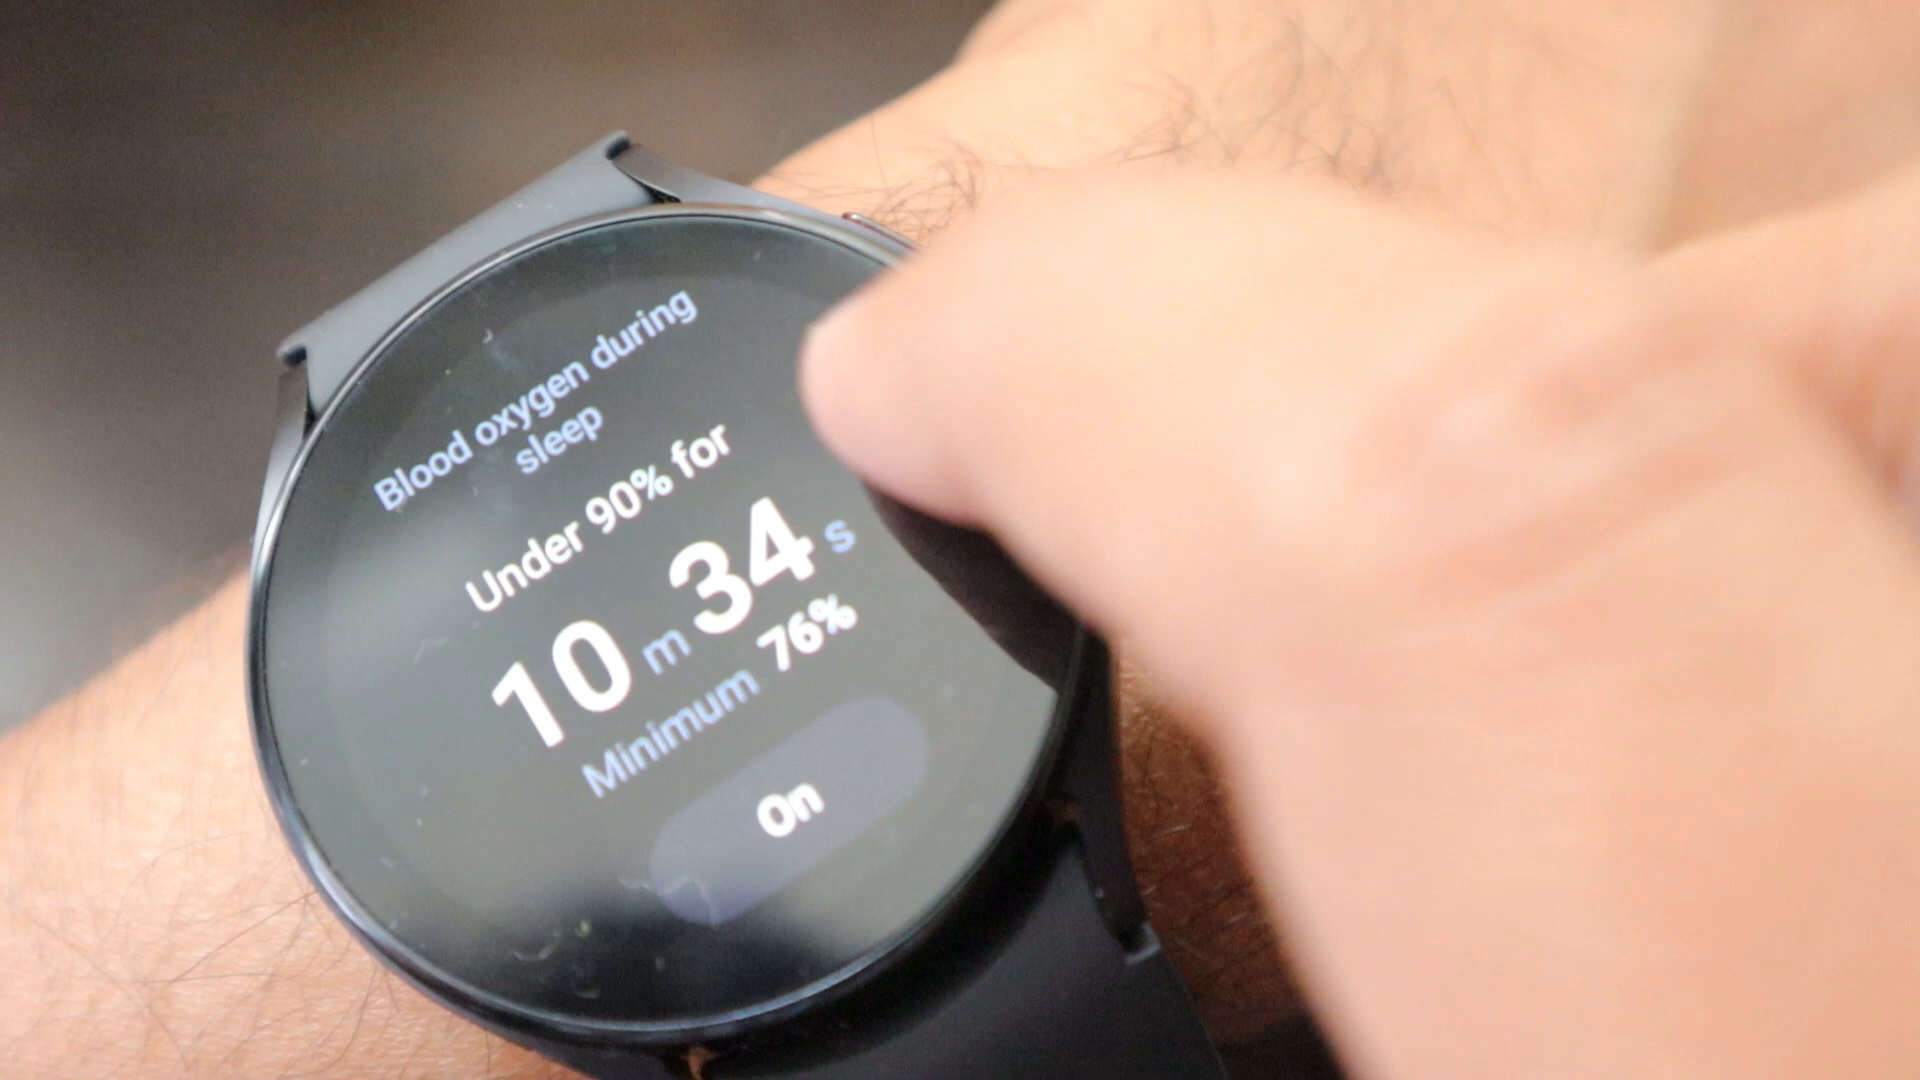 Blood oxygen during
sleep
Under 90% for
10 m 34 s
Minimum 76%
On